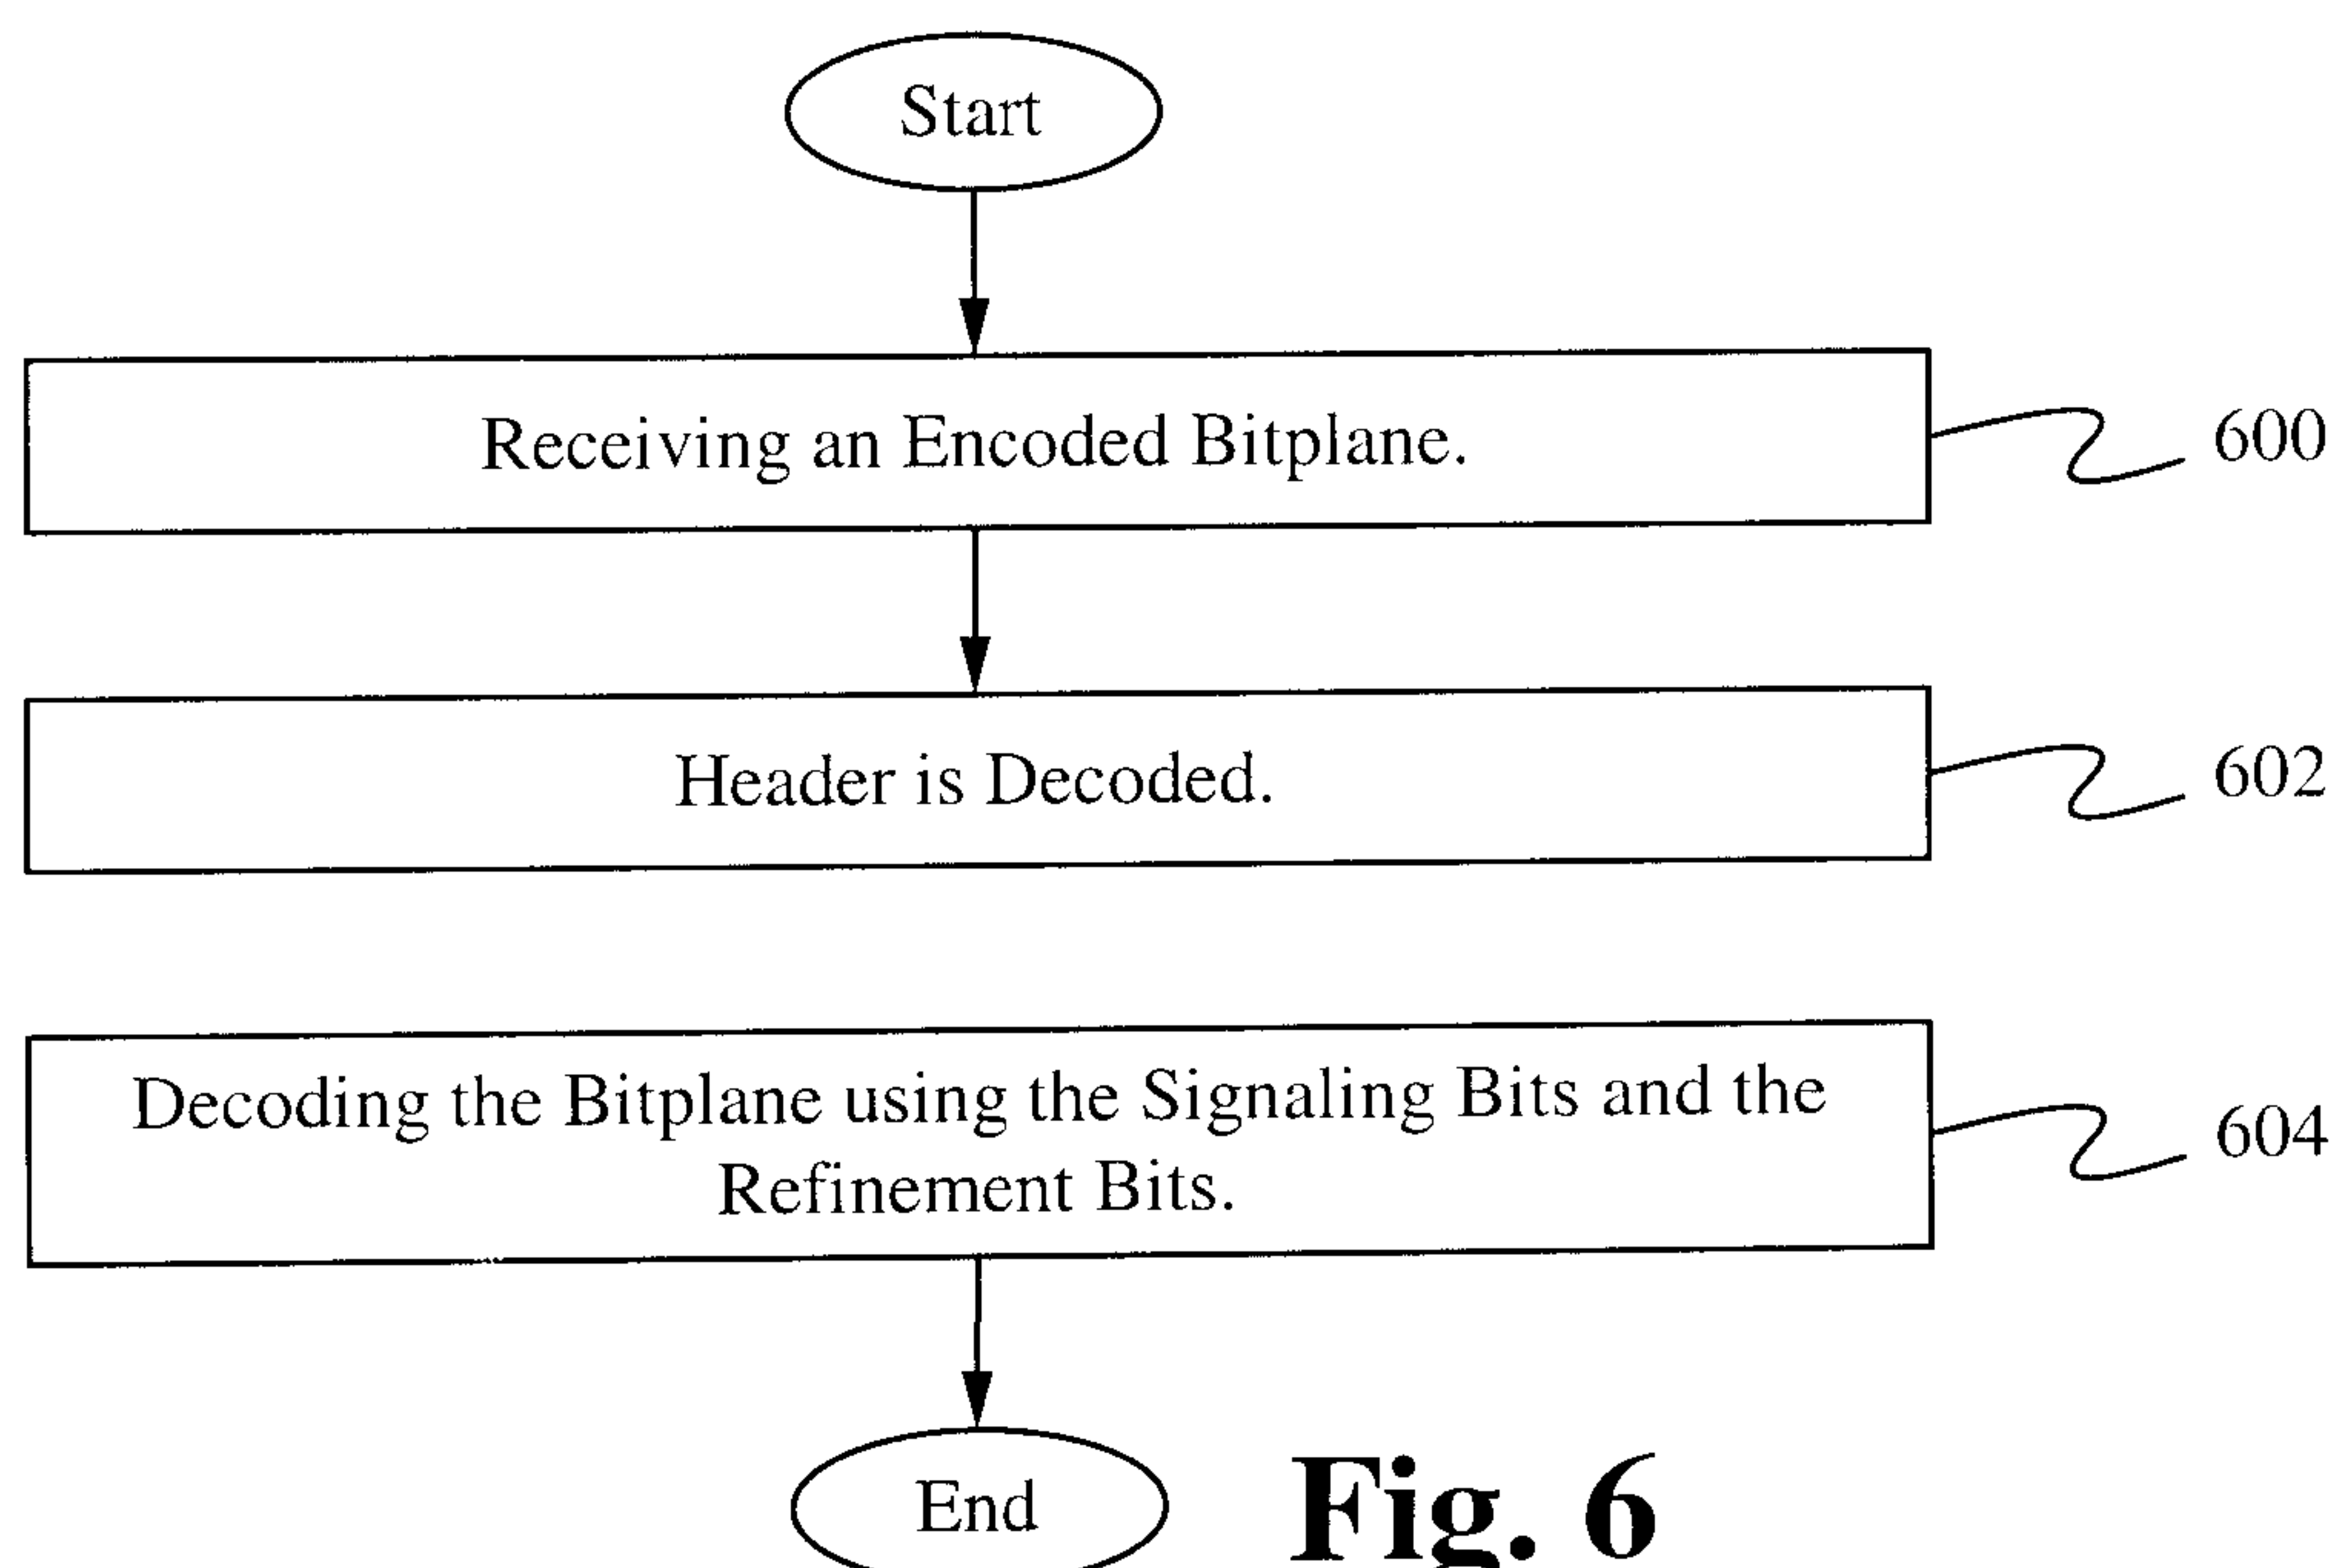 Start
Receiving an Encoded Bitplane.
600
Header is Decoded.
602
Decoding the Bitplane using the Signaling Bits and the
Refinement Bits.
604
End
Fig. 6